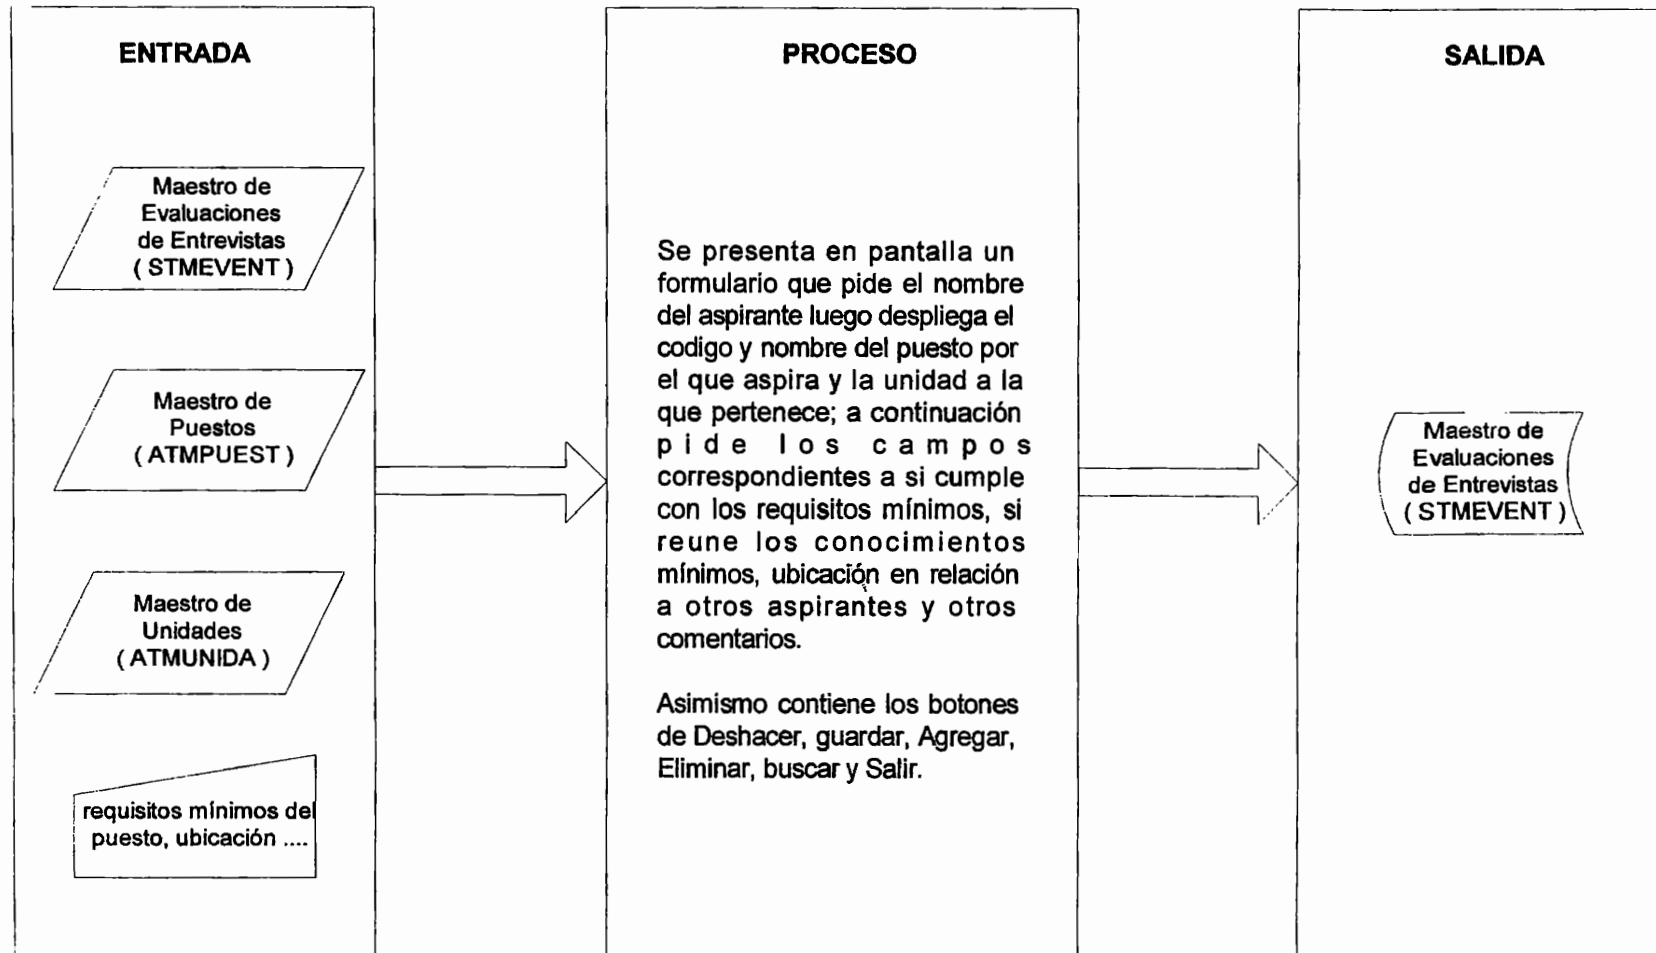 ENTRADA
Maestro de
Evaluaciones
de Entrevistas
( STMEVENT )
Maestro de
Puestos
( ATMPUEST )
Maestro de
Unidades
( ATMUNIDA )
requisitos mínimos del
puesto, ubicación ....
PROCESO
Se presenta en pantalla un
formulario que pide el nombre
del aspirante luego despliega el
codigo y nombre del puesto por
el que aspira y la unidad a la
que pertenece; a continuación
pide los campos
correspondientes a si cumple
con los requisitos mínimos, si
reune los conocimientos
mínimos, ubicación en relación
a otros aspirantes y otros
comentarios.
Asimismo contiene los botones
de Deshacer, guardar, Agregar,
Eliminar, buscar y Salir.
SALIDA
Maestro de
Evaluaciones
de Entrevistas
( STMEVENT )